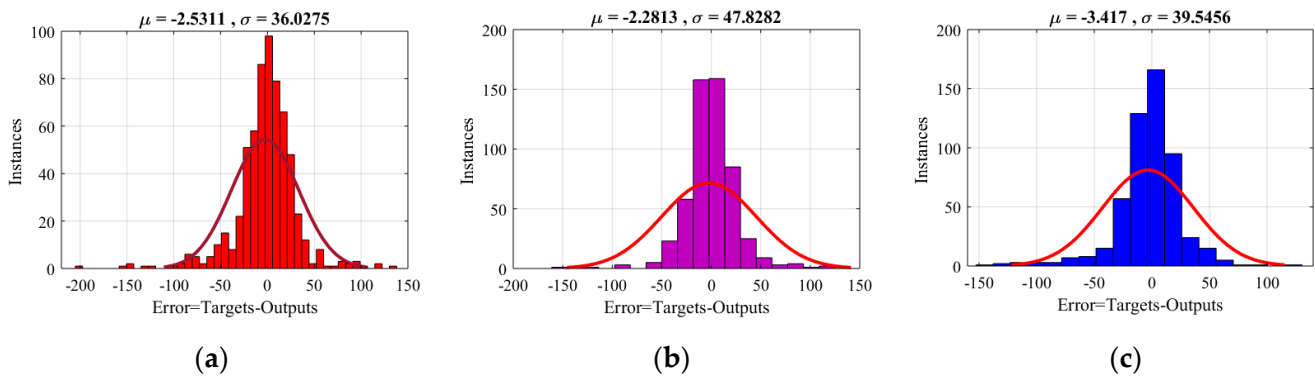 μ = -2.5311 , σ = 36.0275
100
80
60
40
20
0
Instances
-200 -150 -100 -50 0 50 100 150
Error=Targets-Outputs
(a)
μ = -2.2813 , σ = 47.8282
200
150
100
50
0
Instances
-200 -150 -100 -50 0 50 100 150
Error=Targets-Outputs
(b)
μ = -3.417 , σ = 39.5456
200
150
100
50
0
Instances
-150 -100 -50 0 50 100
Error=Targets-Outputs
(c)